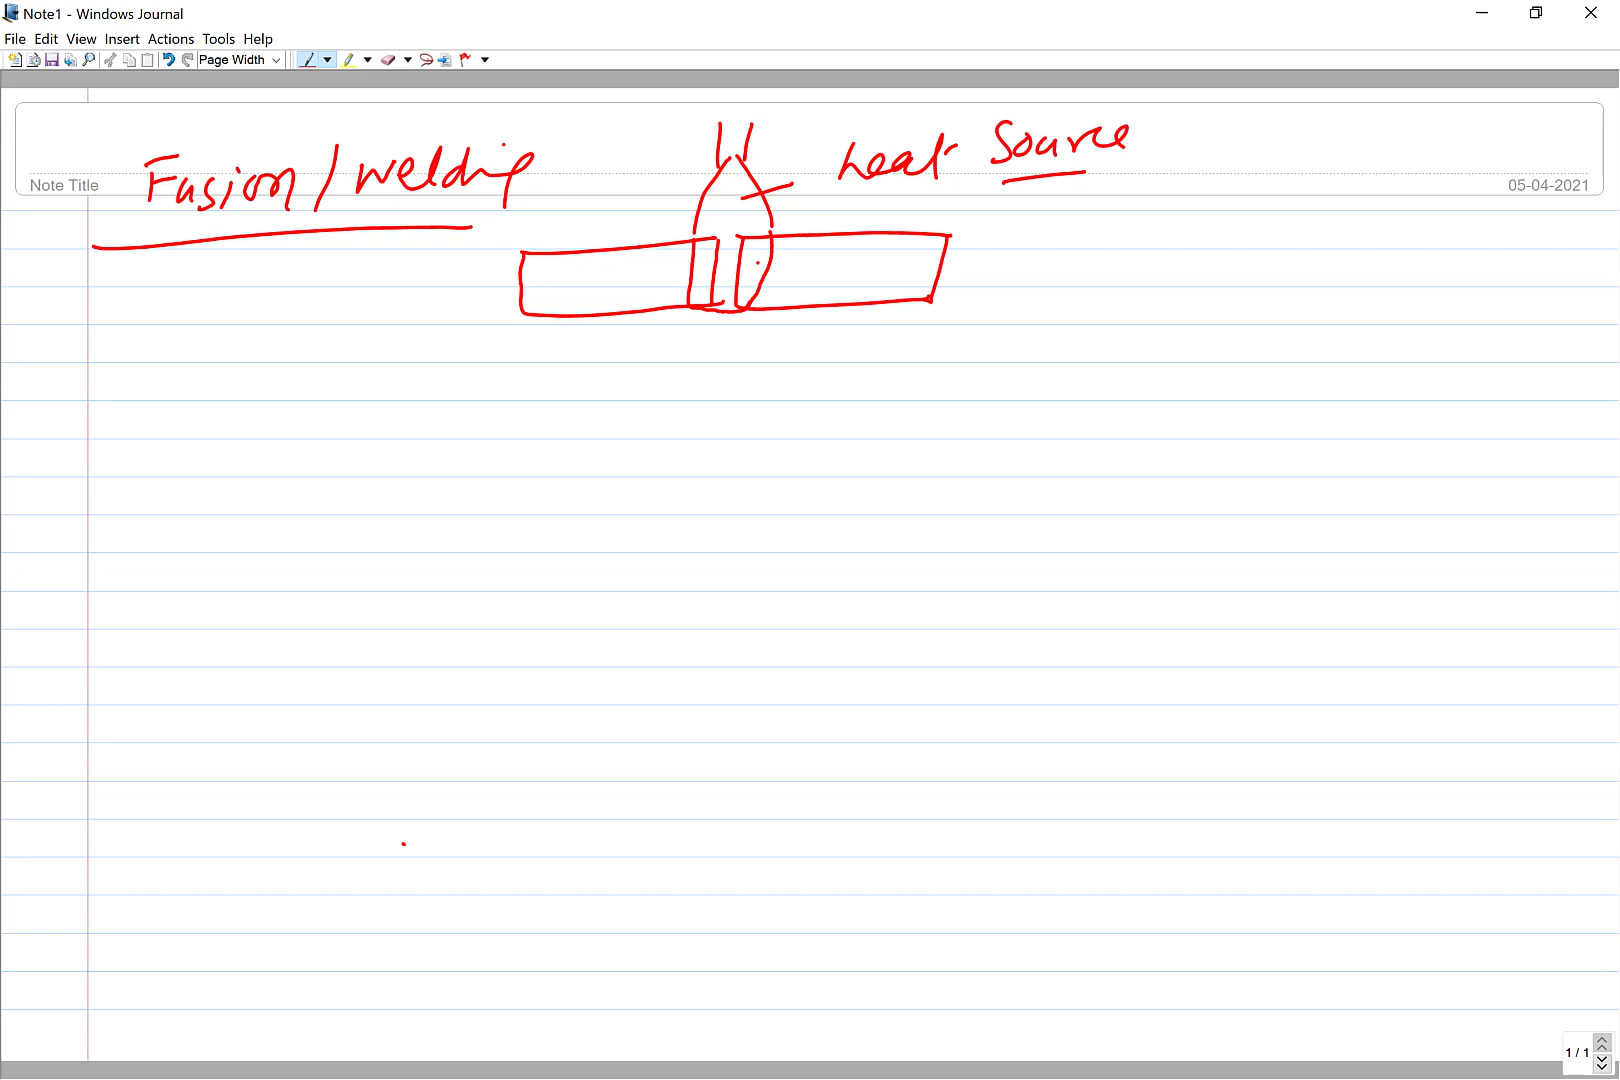 Note1 - Windows Journal
File Edit View Insert Actions Tools Help
Page Width
Fusion / welding
heat source
Note Title
05-04-2021
1 / 1